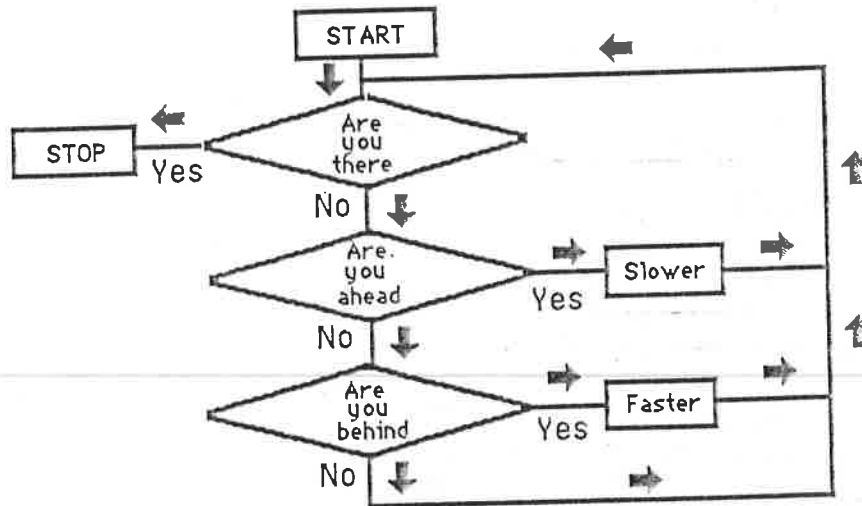 START
Are
you
there
STOP
Yes
No
Are.
you
ahead
Slower
Yes
No
Are
you
behind
Faster
Yes
No